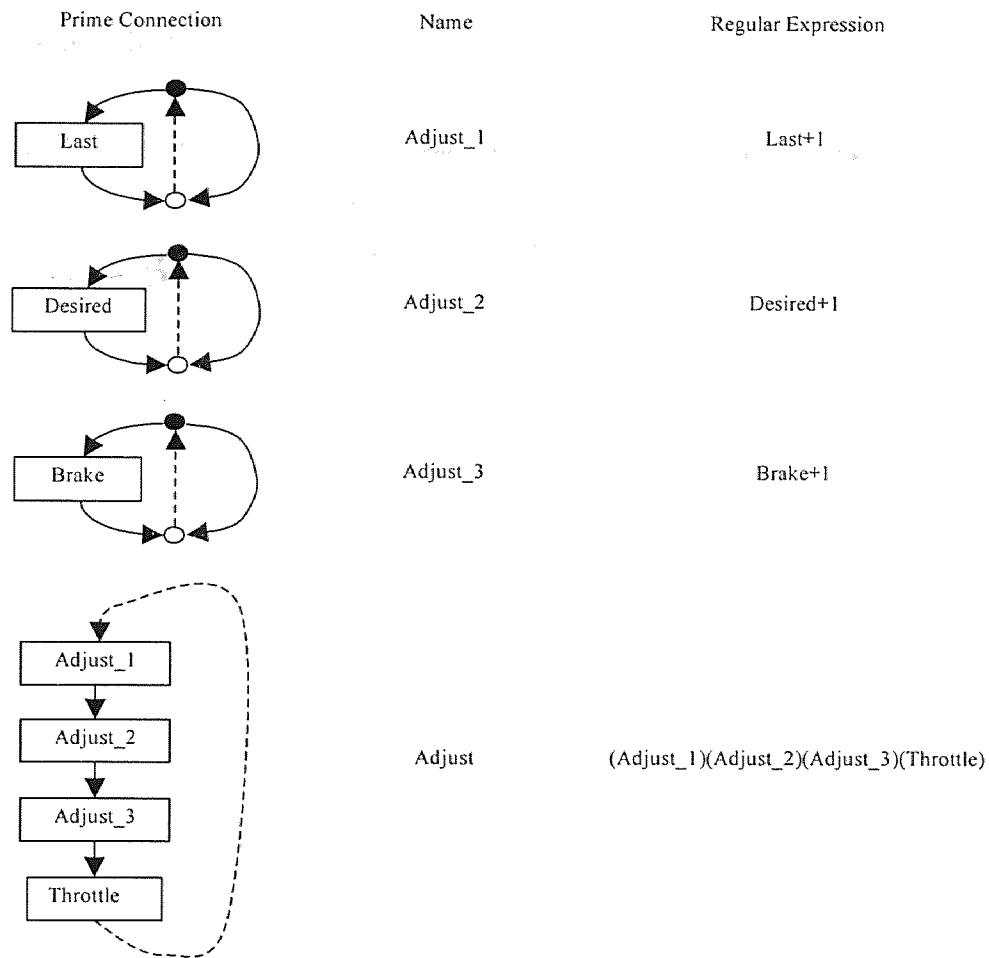 Prime Connection
Name
Regular Expression
Last
Adjust_1
Last+1
Desired
Adjust_2
Desired+1
Brake
Adjust_3
Brake+1
Adjust_1
Adjust_2
Adjust
(Adjust_1)(Adjust_2)(Adjust_3)(Throttle)
Adjust_3
Throttle